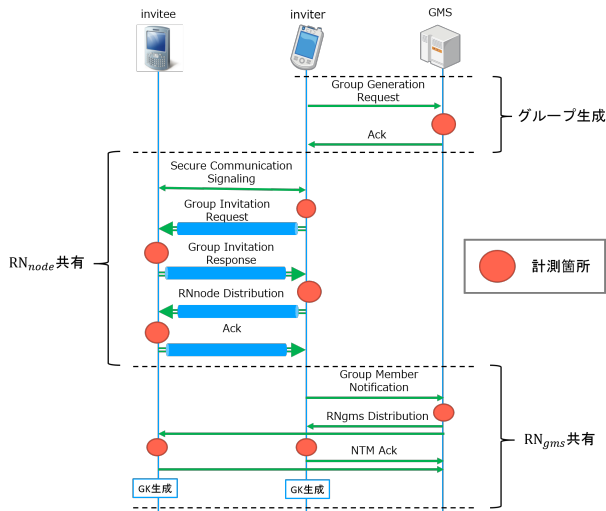 invitee
inviter
GMS
Group Generation
Request
グループ生成
Ack
Secure Communication
Signaling
Group Invitation
Request
RNnode共有
Group Invitation
Response
計測箇所
RNnode Distribution
Ack
Group Member
Notification
RNgms Distribution
RNgms共有
NTM Ack
GK生成
GK生成